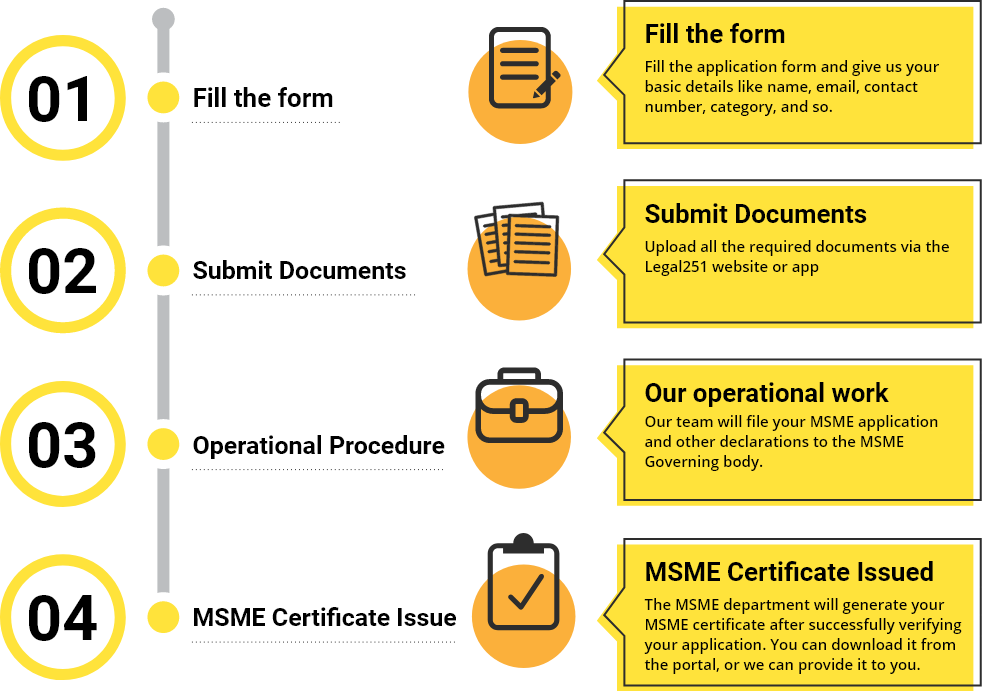 01
Fill the form
Fill the form
Fill the application form and give us your
basic details like name, email, contact
number, category, and so.
02
Submit Documents
Submit Documents
Upload all the required documents via the
Legal251 website or app
03
Operational Procedure
Our operational work
Our team will file your MSME application
and other declarations to the MSME
Governing body.
04
MSME Certificate Issue
MSME Certificate Issued
The MSME department will generate your
MSME certificate after successfully verifying
your application. You can download it from
the portal, or we can provide it to you.